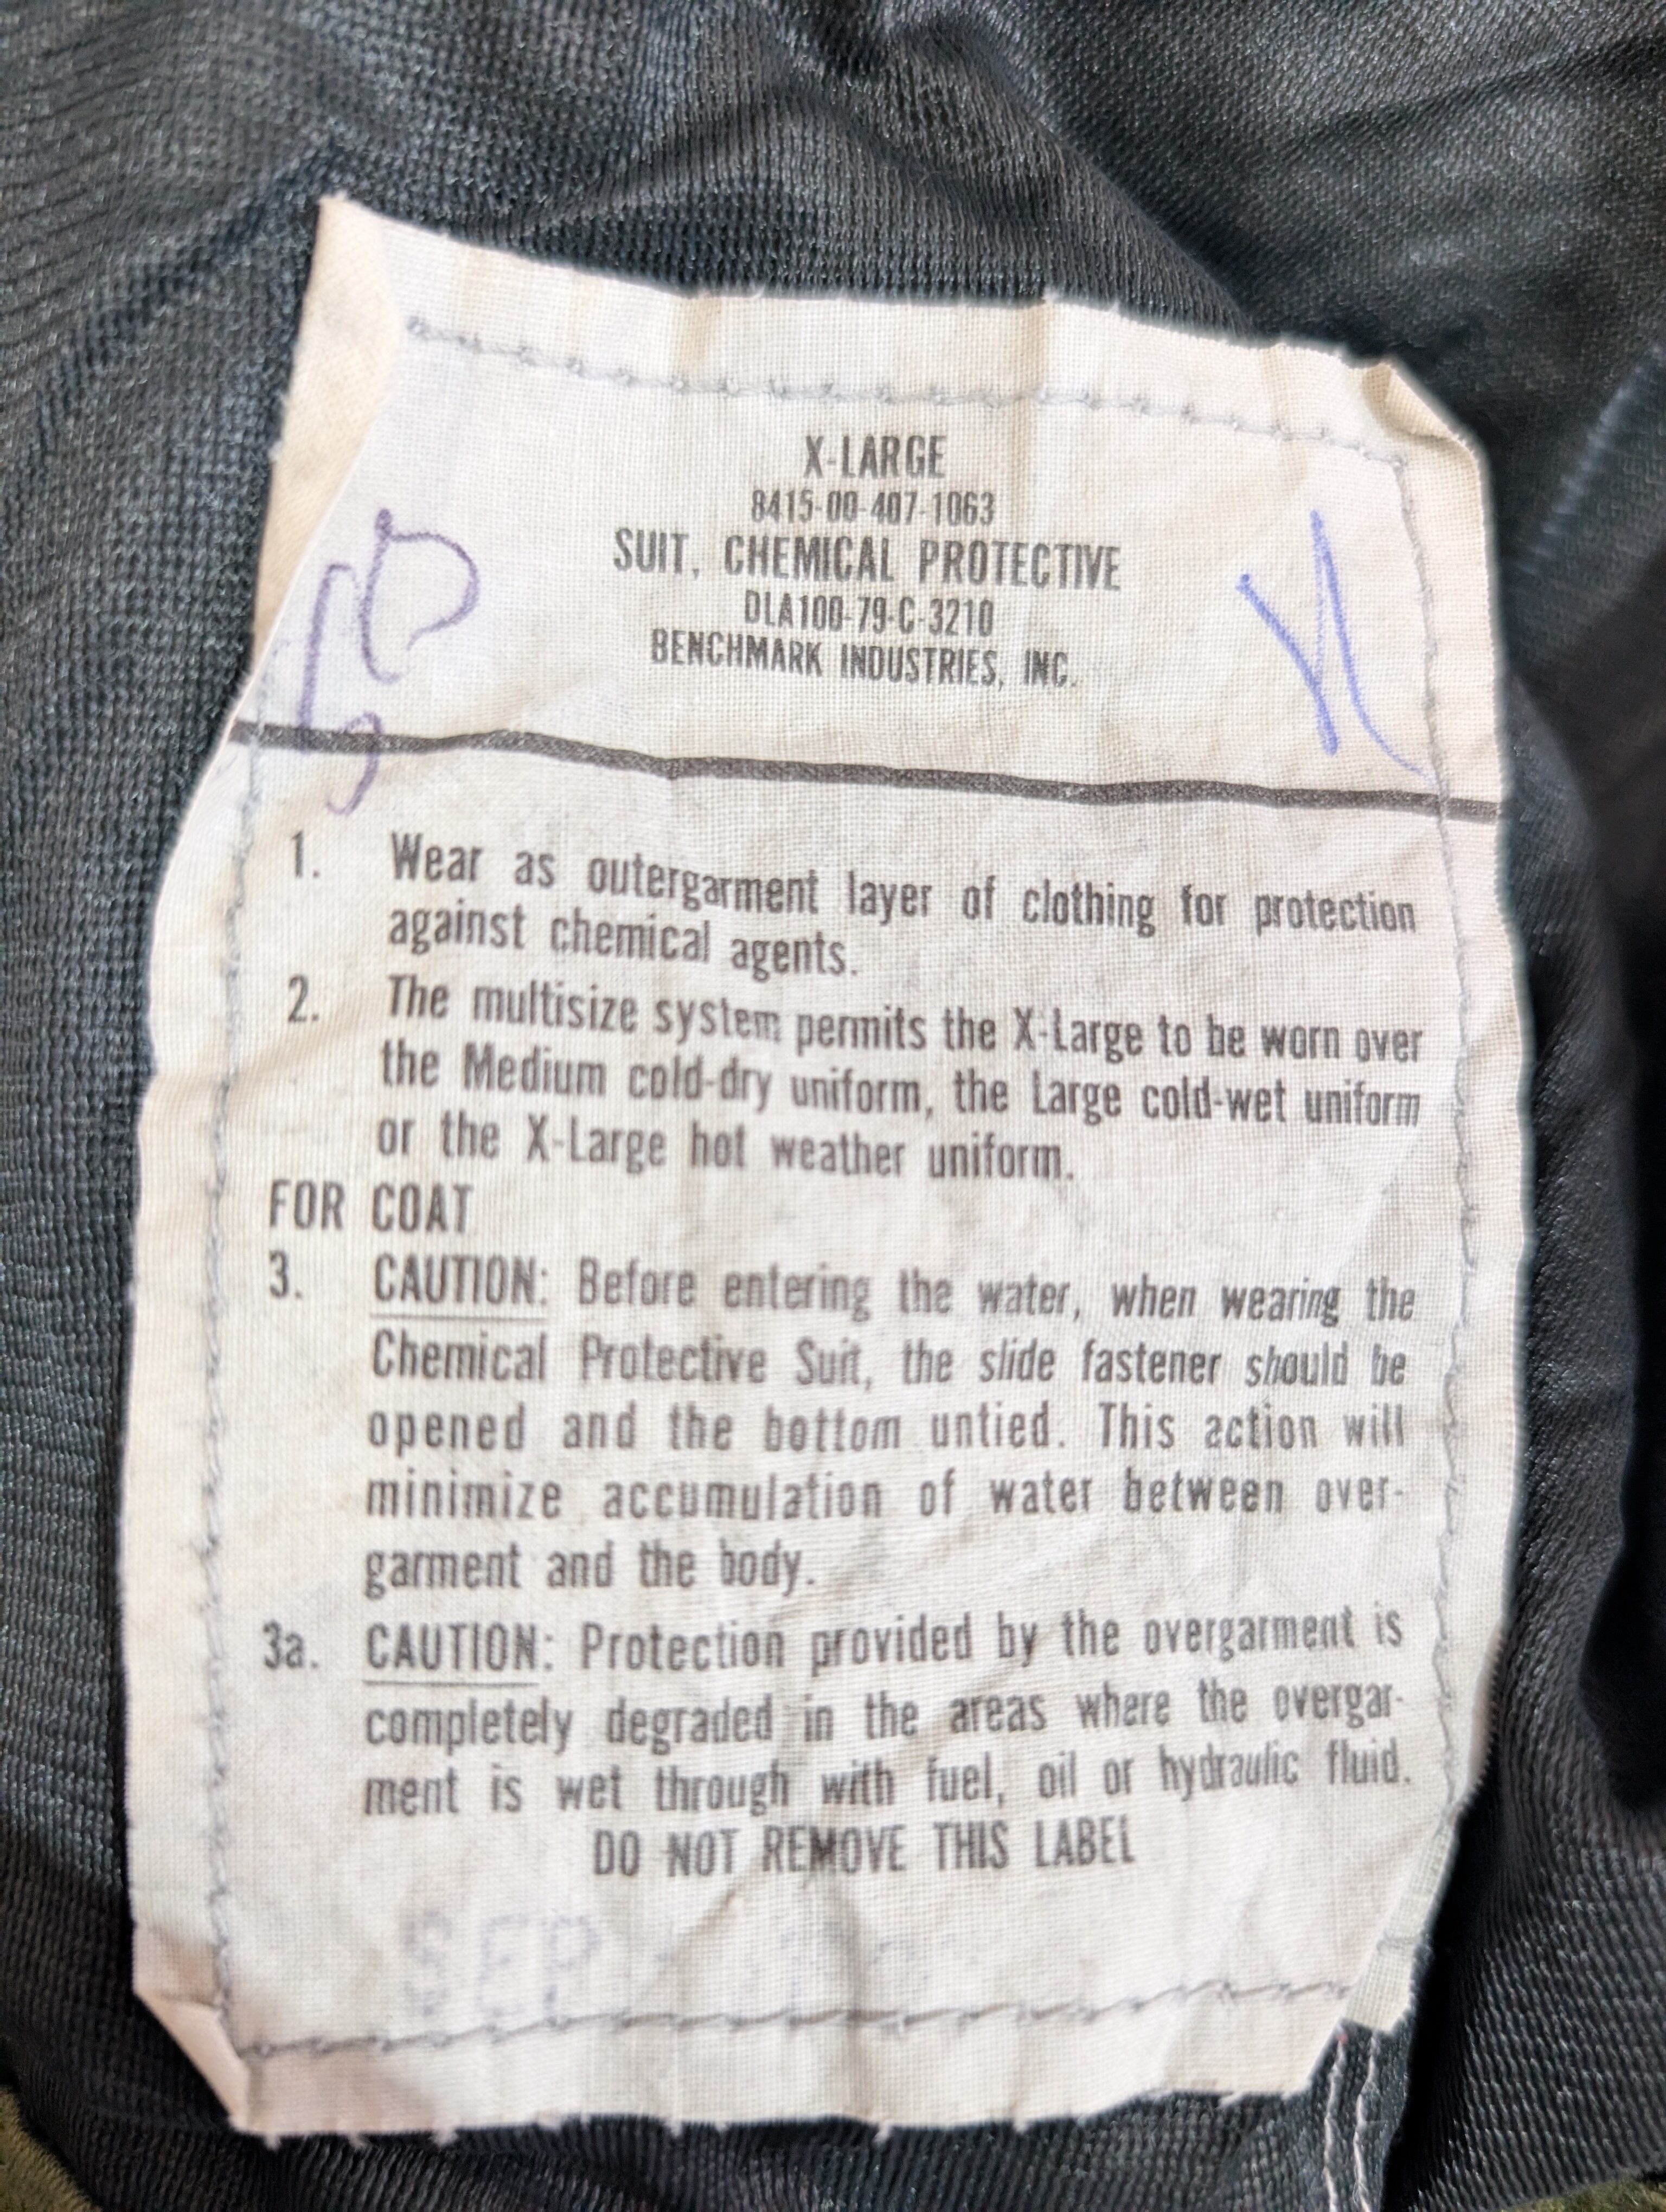 X-LARGE
8415-00-407-1063
SUIT, CHEMICAL PROTECTIVE
DLA100-79-C-3210
BENCHMARK INDUSTRIES, INC.
1. Wear as outergarment layer of clothing for protection
against chemical agents.
2. The multisize system permits the X-Large to be worn over
the Medium cold-dry uniform, the Large cold-wet uniform
or the X-Large hot weather uniform.
FOR COAT
3. CAUTION: Before entering the water, when wearing the
Chemical Protective Suit, the slide fastener should be
opened and the bottom untied. This action will
minimize accumulation of water between over-
garment and the body.
3a. CAUTION: Protection provided by the overgarment is
completely degraded in the areas where the overgar-
ment is wet through with fuel, oil or hydraulic fluid.
DO NOT REMOVE THIS LABEL
SEP